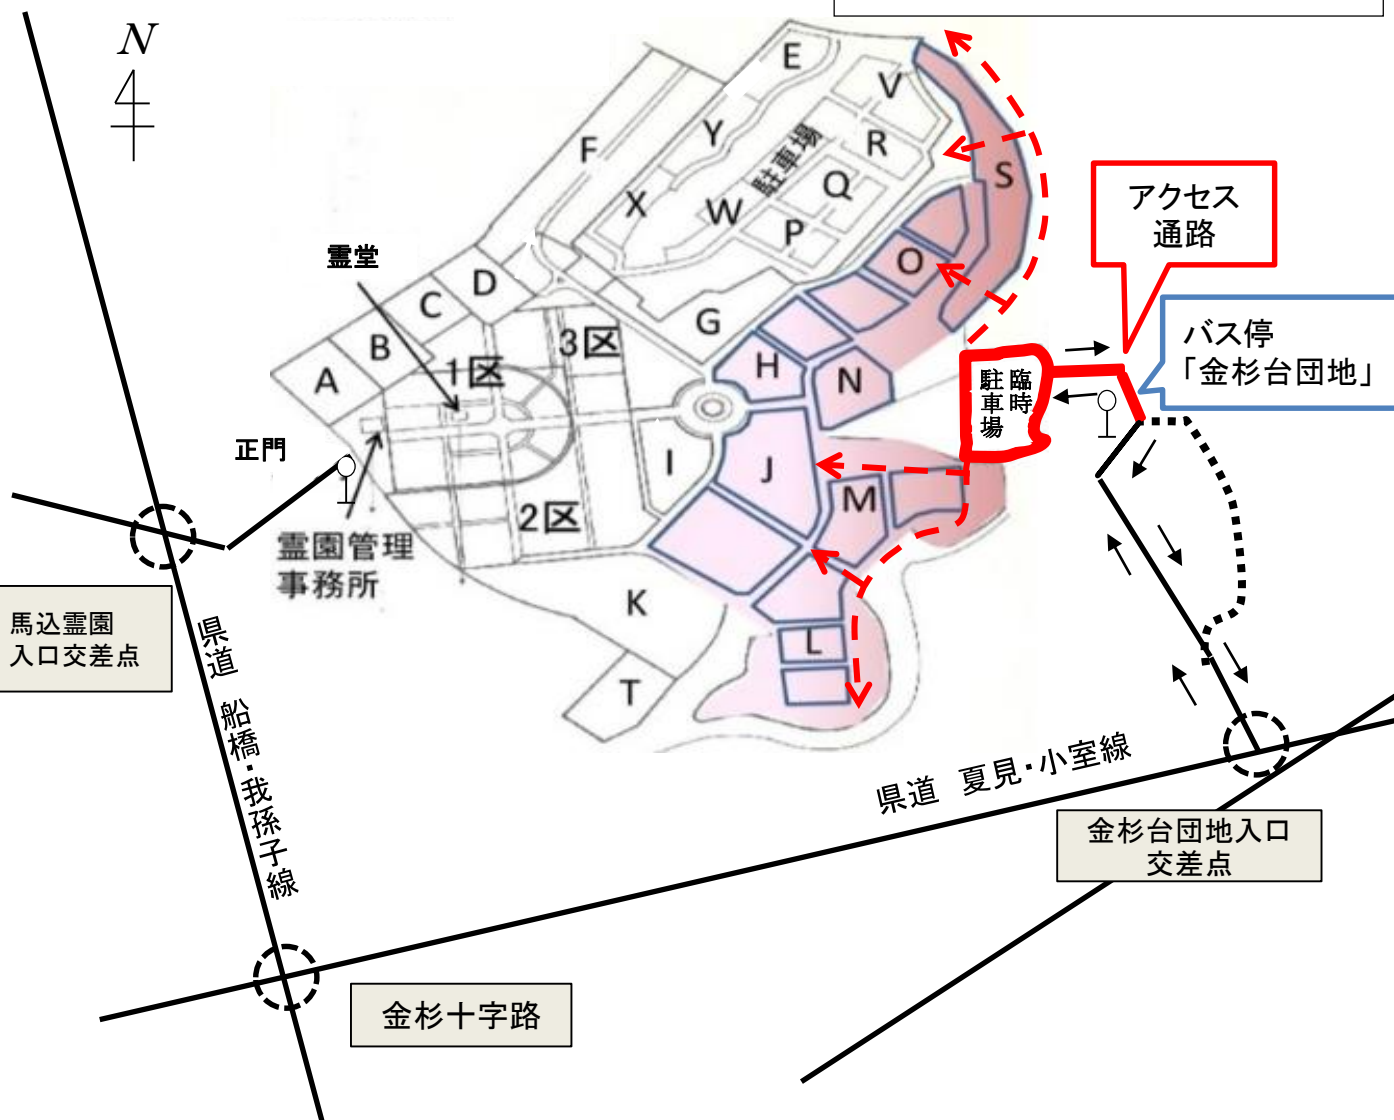 N
E
V
F
Y
駐車場
R
S
X
W
Q
P
アクセス
通路
霊堂
O
D
C
B
A
G
3区
1区
H
N
臨時
駐車場
バス停
「金杉台団地」
正門
I
J
M
2区
霊園管理
事務所
K
L
T
馬込霊園
入口交差点
県道 船橋・我孫子線
県道 夏見・小室線
金杉台団地入口
交差点
金杉十字路